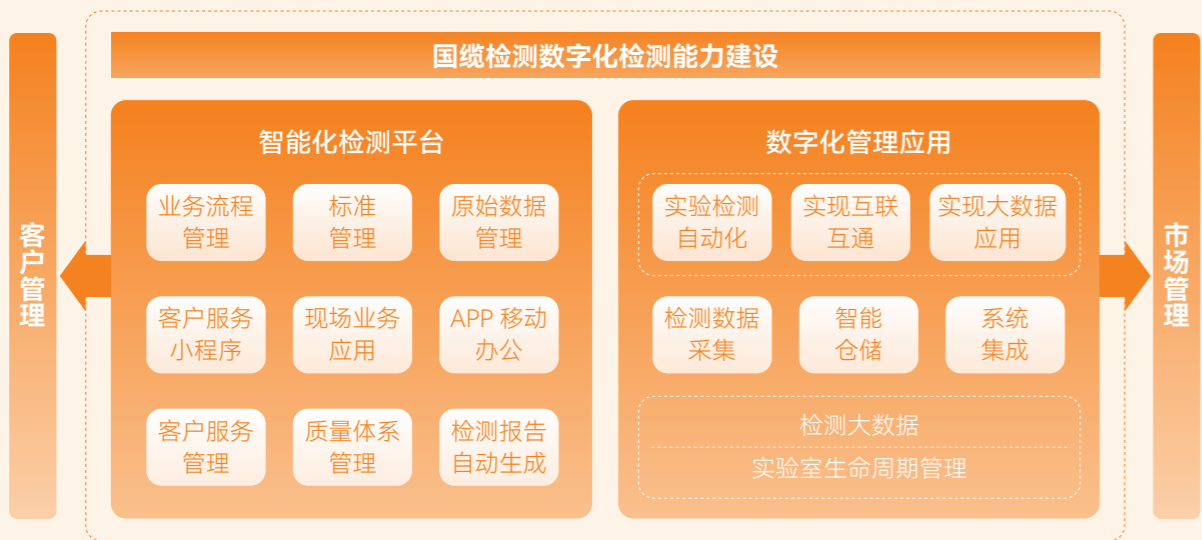 国缆检测数字化检测能力建设
客户管理
智能化检测平台
业务流程
管理
标准
管理
原始数据
管理
客户服务
小程序
现场业务
应用
APP 移动
办公
客户服务
管理
质量体系
管理
检测报告
自动生成
数字化管理应用
实验检测
自动化
实现互联
互通
实现大数据
应用
检测数据
采集
智能
仓储
系统
集成
检测大数据
实验室生命周期管理
市场管理